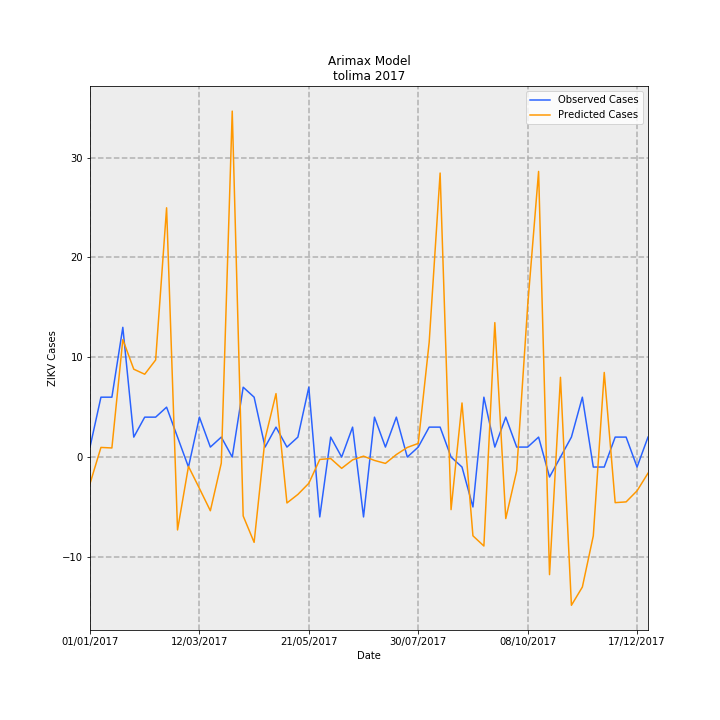 Arimax Model
tolima 2017
Observed Cases
Predicted Cases
ZIKV Cases
30
20
10
0
−10
01/01/2017
12/03/2017
21/05/2017
30/07/2017
08/10/2017
17/12/2017
Date